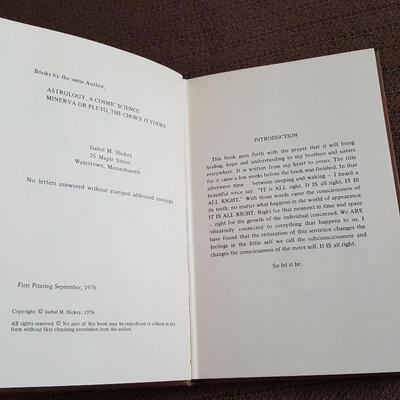 Books by the same Author,
ASTROLOGY, A COSMIC SCIENCE
MINERVA OR PLUTO, THE CHOICE IS YOURS
Isabel M. Hickey
35 Maple Street
Watertown, Massachusetts
No letters answered without stamped addressed envelope.
First Printing September, 1976
Copyright © Isabel M. Hickey, 1976
All rights reserved. © No part of this book may be reproduced or utilized in any
form without first obtaining permission from the author.
INTRODUCTION
This book goes forth with the prayer that it will bring
healing, hope and understanding to my brothers and sisters
everywhere. It is written from my heart to yours. The title
for it came a few weeks before the book was finished. In that
inbetween time - between sleeping and waking - I heard a
beautiful voice say: "IT is ALL right. It IS all right. IT IS
ALL RIGHT." With those words came the consciousness of
its truth; no matter what happens in the world of appearance
IT IS ALL RIGHT. Right for that moment in time and space
- right for the growth of the individual concerned. We ARE
vibrationly connected to everything that happens to us. I
have found that the reiteration of this sentence changes the
feelings in the little self we call the subconsciousness and
changes the consciousness of the outer self. It IS all right.
So let it be.